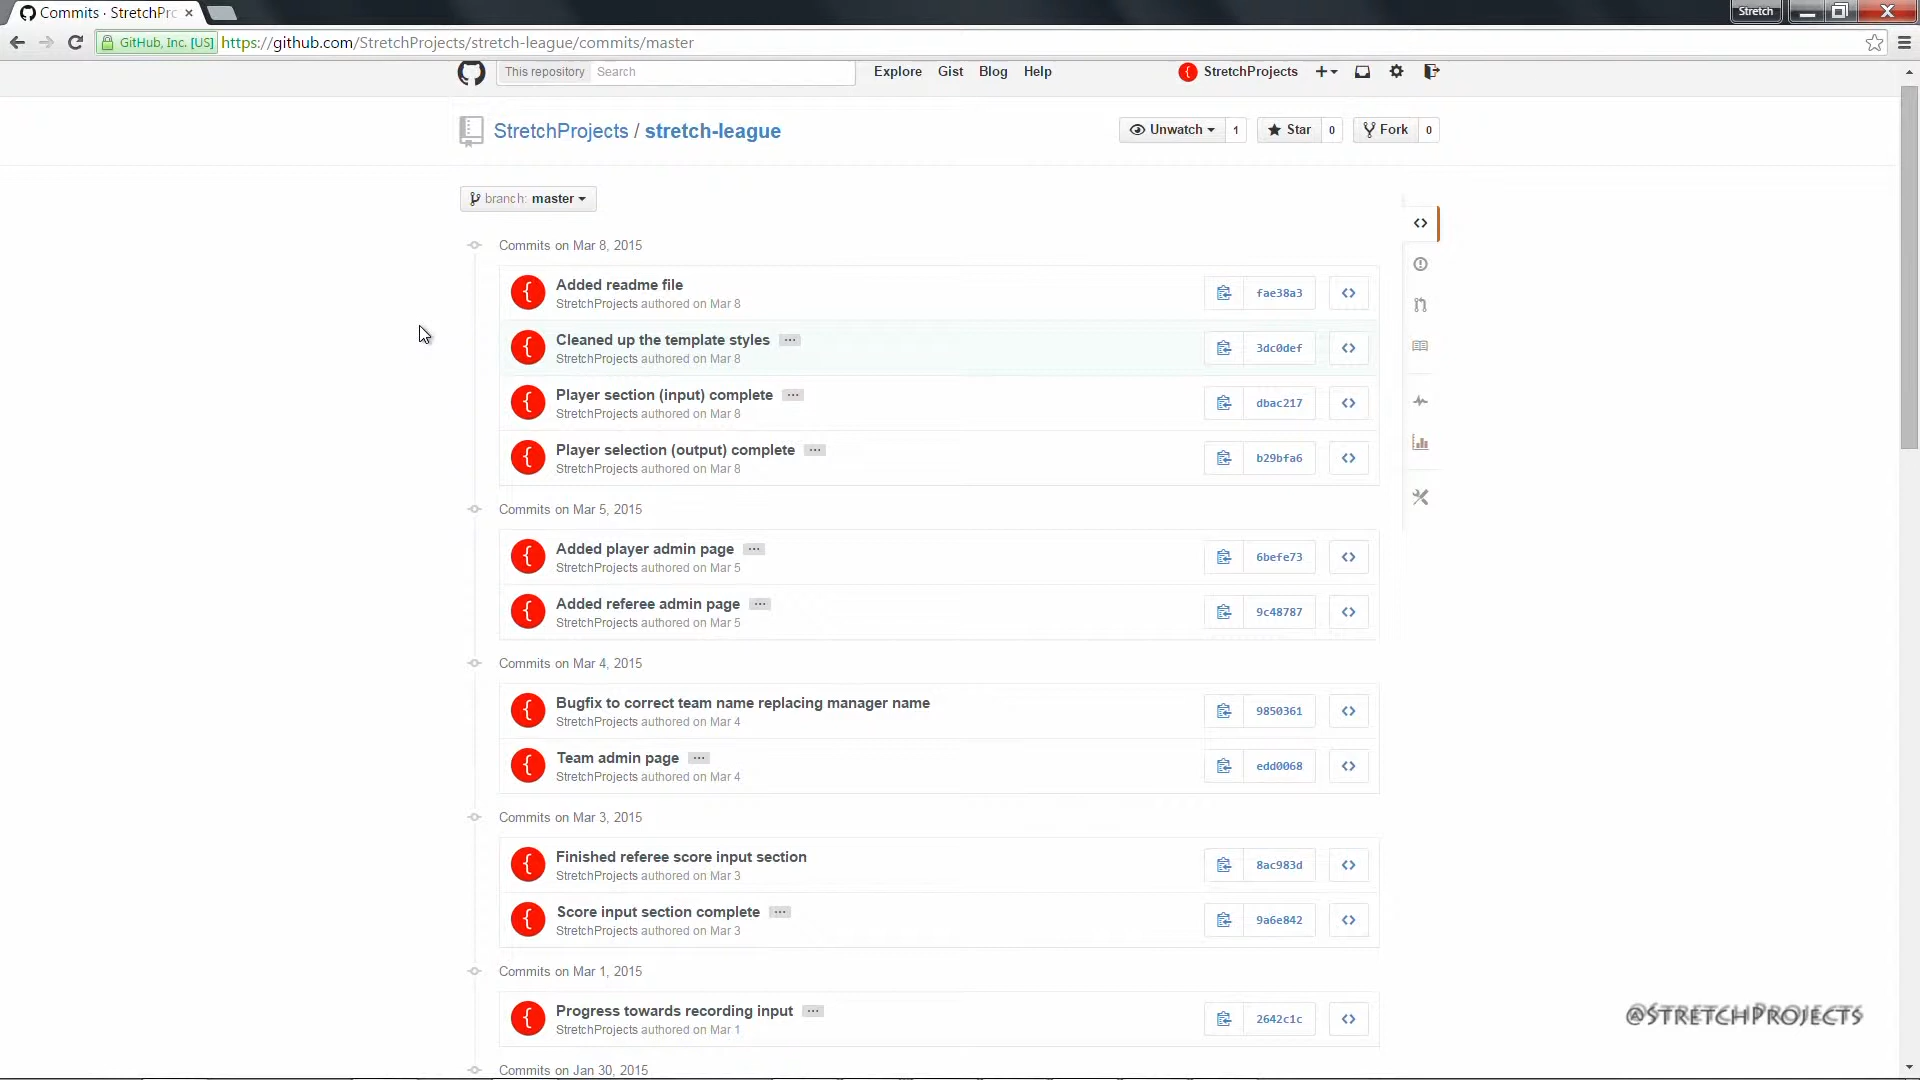 Commits · StretchPro
Stretch
GitHub, Inc. [US] https://github.com/StretchProjects/stretch-league/commits/master
This repository Search Explore Gist Blog Help StretchProjects
StretchProjects / stretch-league Unwatch 1 Star 0 Fork 0
branch: master
Commits on Mar 8, 2015
Added readme file
StretchProjects authored on Mar 8
fae38a3
Cleaned up the template styles ...
StretchProjects authored on Mar 8
3dc0def
Player section (input) complete ...
StretchProjects authored on Mar 8
dbac217
Player selection (output) complete ...
StretchProjects authored on Mar 8
b29bfa6
Commits on Mar 5, 2015
Added player admin page ...
StretchProjects authored on Mar 5
6befe73
Added referee admin page ...
StretchProjects authored on Mar 5
9c48787
Commits on Mar 4, 2015
Bugfix to correct team name replacing manager name
StretchProjects authored on Mar 4
9850361
Team admin page ...
StretchProjects authored on Mar 4
edd0068
Commits on Mar 3, 2015
Finished referee score input section
StretchProjects authored on Mar 3
8ac983d
Score input section complete ...
StretchProjects authored on Mar 3
9a6e842
Commits on Mar 1, 2015
Progress towards recording input ...
StretchProjects authored on Mar 1
2642c1c
@StretchProjects
Commits on Jan 30, 2015